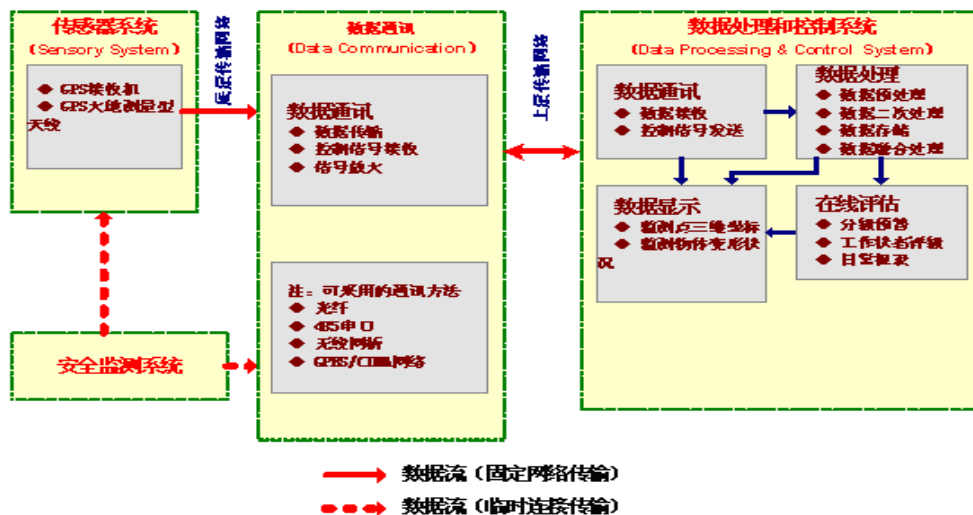 传感器系统
(Sensory System)
GPS接收机
GPS大地测量型
天线
底层传输网络
数据通讯
(Data Communication)
数据通讯
数据传输
控制信号接收
信号放大
注：可采用的通讯方法
光纤
485串口
无线网桥
GPRS/CDMA网络
上层传输网络
数据处理和控制系统
(Data Processing & Control System)
数据通讯
数据接收
控制信号发送
数据处理
数据预处理
数据二次处理
数据存储
数据整合处理
数据显示
监测点三维坐标
监测物体变形状
况
在线评估
分级预警
工作状态评级
日常报表
安全监测系统
数据流（固定网络传输）
数据流（临时连接传输）